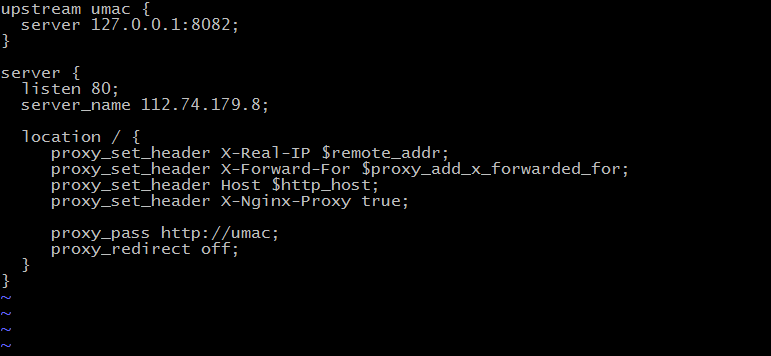 upstream umac {
  server 127.0.0.1:8082;
}

server {
  listen 80;
  server_name 112.74.179.8;

  location / {
     proxy_set_header X-Real-IP $remote_addr;
     proxy_set_header X-Forward-For $proxy_add_x_forwarded_for;
     proxy_set_header Host $http_host;
     proxy_set_header X-Nginx-Proxy true;

     proxy_pass http://umac;
     proxy_redirect off;
  }
}
~
~
~
~